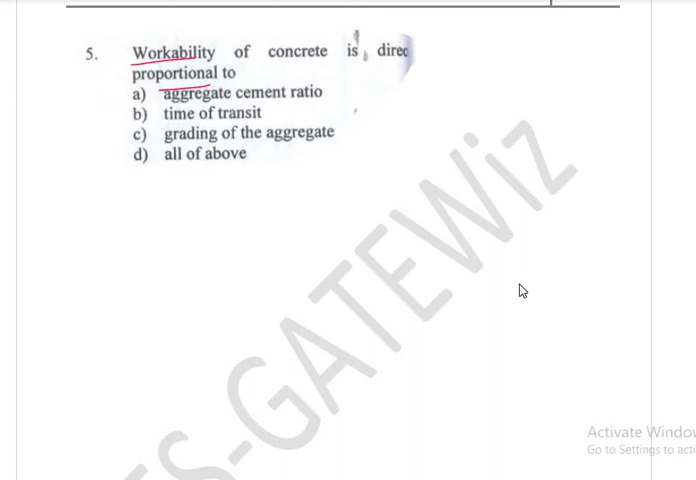 5. Workability of concrete is direc
proportional to
a) aggregate cement ratio
b) time of transit
c) grading of the aggregate
d) all of above
S-GATEWiz
Activate Window
Go to Settings to acti